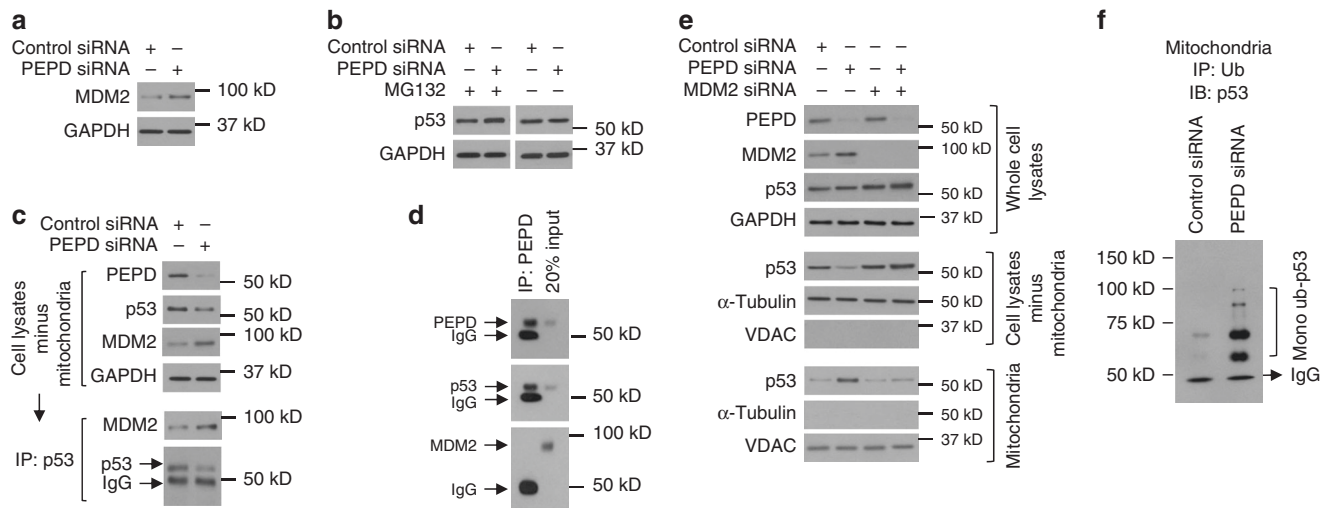 a
Control siRNA + –
PEPD siRNA – +
MDM2
100 kD
GAPDH
37 kD
b
Control siRNA + – + –
PEPD siRNA – + – +
MG132 + + – –
p53
50 kD
GAPDH
37 kD
c
Control siRNA + –
PEPD siRNA – +
Cell lysates minus mitochondria
PEPD
50 kD
p53
50 kD
MDM2
100 kD
GAPDH
37 kD
IP: p53
MDM2
100 kD
p53
IgG
50 kD
d
IP: PEPD
20% input
PEPD
IgG
50 kD
p53
IgG
50 kD
MDM2
100 kD
IgG
50 kD
e
Control siRNA + – – –
PEPD siRNA – + – +
MDM2 siRNA – – + +
PEPD
50 kD
MDM2
100 kD
p53
50 kD
GAPDH
37 kD
Whole cell lysates
p53
50 kD
α-Tubulin
50 kD
VDAC
37 kD
Cell lysates minus mitochondria
p53
50 kD
α-Tubulin
50 kD
VDAC
37 kD
Mitochondria
f
Mitochondria
IP: Ub
IB: p53
Control siRNA
PEPD siRNA
150 kD
100 kD
75 kD
50 kD
Mono ub-p53
IgG